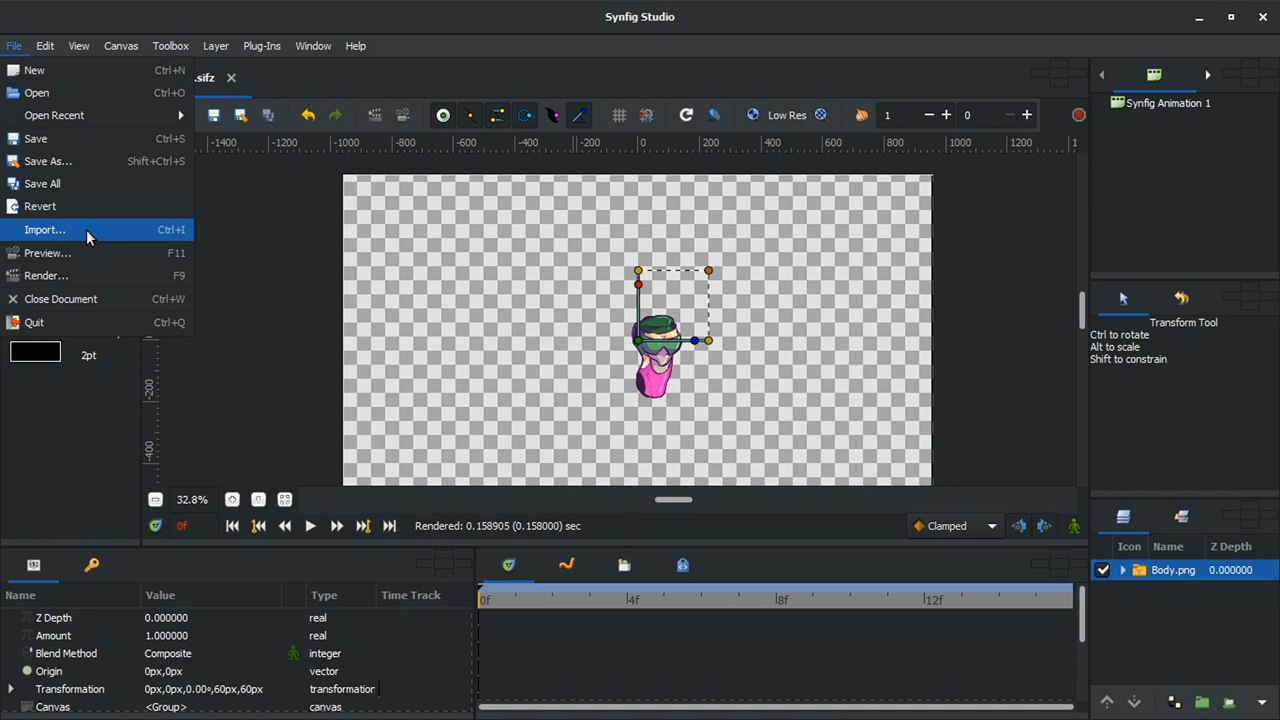 Synfig Studio
File Edit View Canvas Toolbox Layer Plug-Ins Window Help
New Ctrl+N
Open Ctrl+O
Open Recent
Save Ctrl+S
Save As... Shift+Ctrl+S
Save All
Revert
Import... Ctrl+I
Preview... F11
Render... F9
Close Document Ctrl+W
Quit Ctrl+Q
2pt
.sifz
Low Res 1 0
-1400 -1000 -800 -600 -400 -200 0 200 400 600 800 1000 1200 1
-200
-400
32.8%
0f Rendered: 0.158905 (0.158000) sec Clamped
Synfig Animation 1
Transform Tool
Ctrl to rotate
Alt to scale
Shift to constrain
Icon Name Z Depth
Body.png 0.000000
Name Value Type Time Track
Z Depth 0.000000 real
Amount 1.000000 real
Blend Method Composite integer
Origin 0px,0px vector
Transformation 0px,0px,0.00°,60px,60px transformation
Canvas <Group> canvas
0f 4f 8f 12f